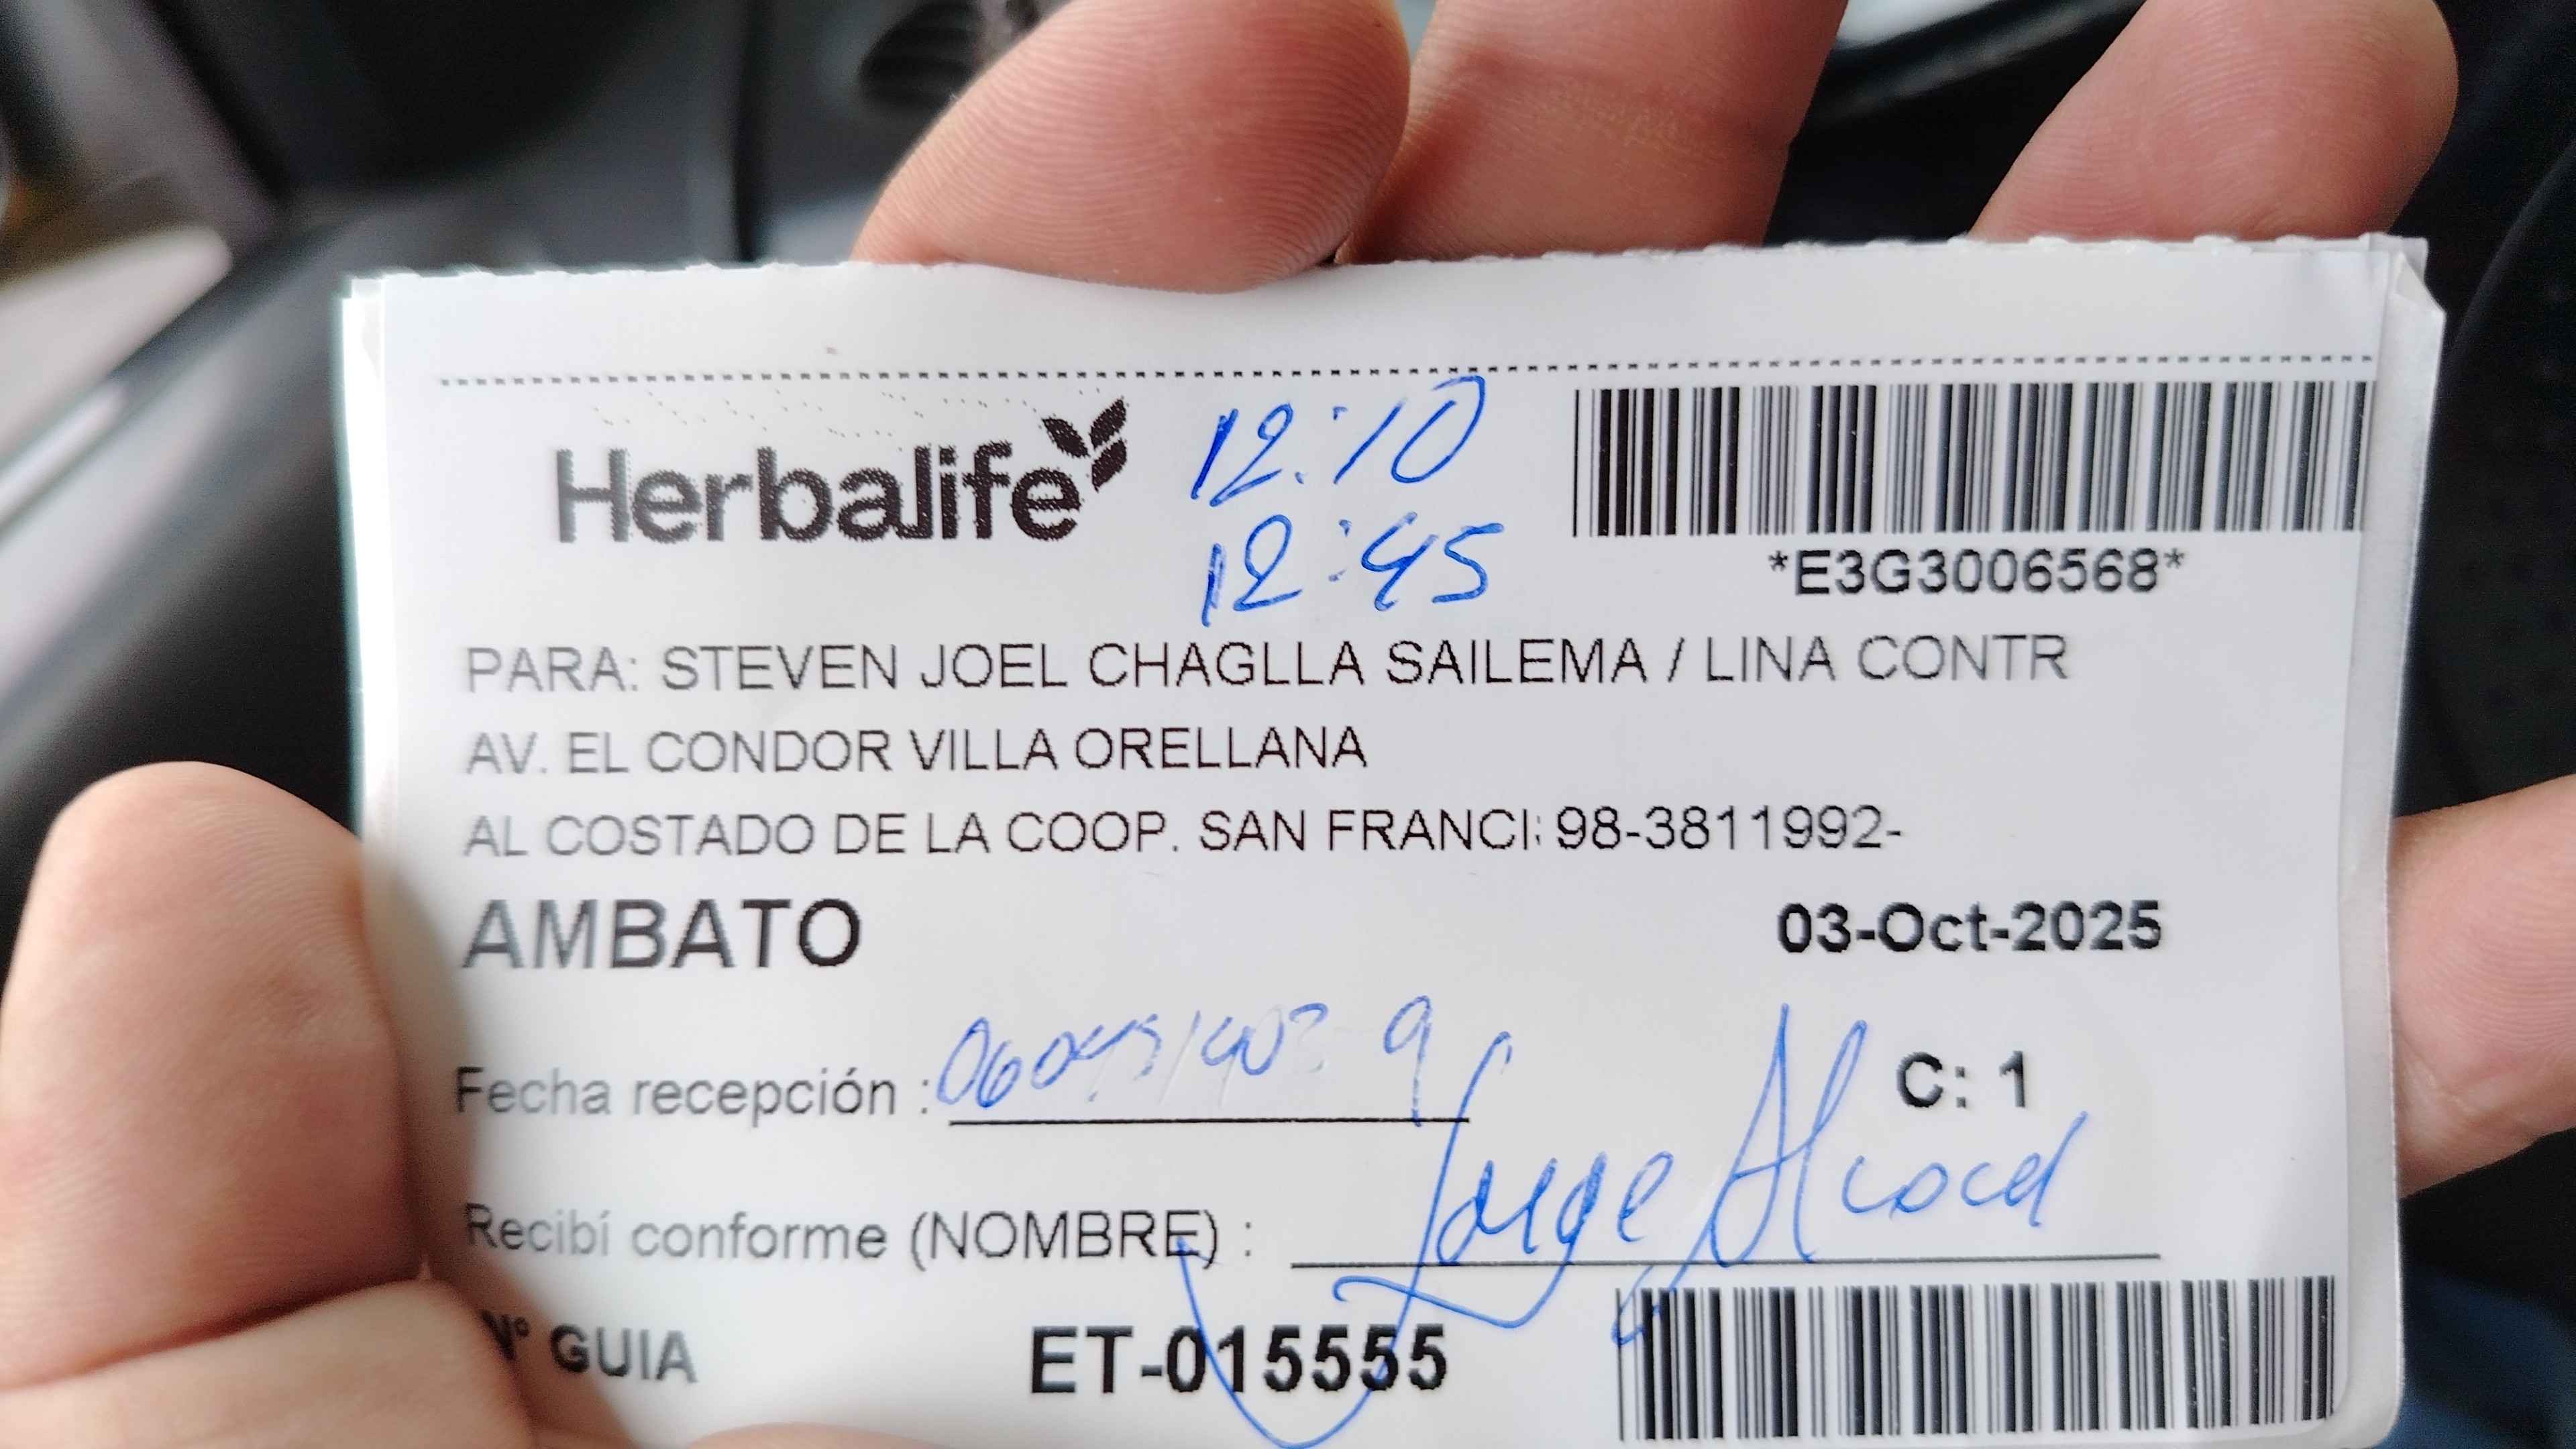 Herbalife
12:10
12:45
*E3G3006568*
PARA: STEVEN JOEL CHAGLLA SAILEMA / LINA CONTR
AV. EL CONDOR VILLA ORELLANA
AL COSTADO DE LA COOP. SAN FRANCI: 98-3811992-
AMBATO
03-Oct-2025
Fecha recepción :
C: 1
Recibí conforme (NOMBRE) : Jorge Alcocel
N° GUIA ET-015555